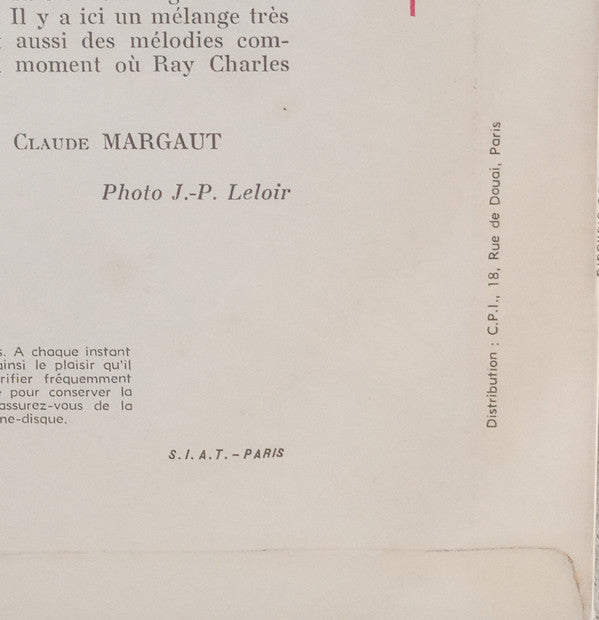 Il y a ici un mélange très
aussi des mélodies com-
moment où Ray Charles
CLAUDE MARGAUT
Photo J.-P. Leloir
s. A chaque instant
ainsi le plaisir qu'il
rifier fréquemment
pour conserver la
assurez-vous de la
ne-disque.
S.I.A.T. - PARIS
Distribution : C.P.I., 18, Rue de Douai, Paris